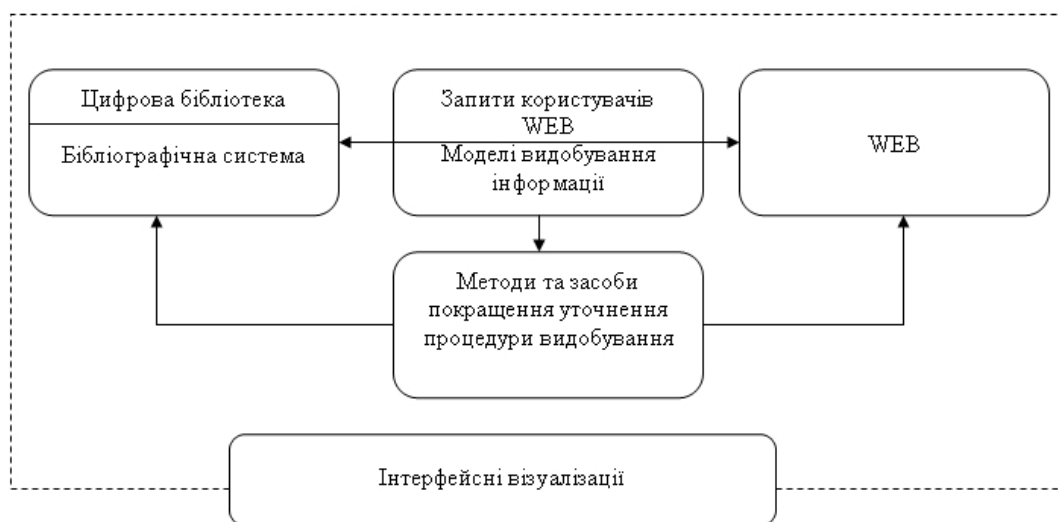 Цифрова бібліотека
Бібліографічна система
Запити користувачів
WEB
Моделі видобування
інформації
WEB
Методи та засоби
покращення уточнення
процедури видобування
Інтерфейсні візуалізації